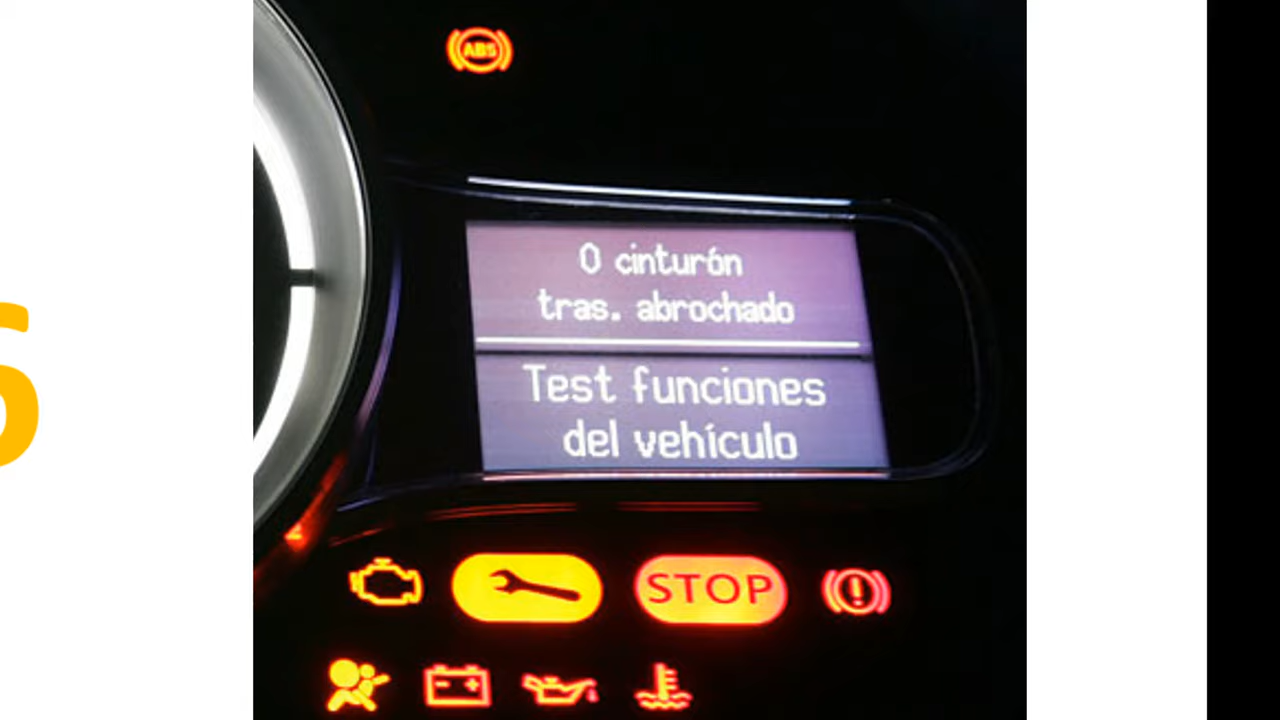 ABS
0 cinturón
tras. abrochado
Test funciones
del vehículo
STOP